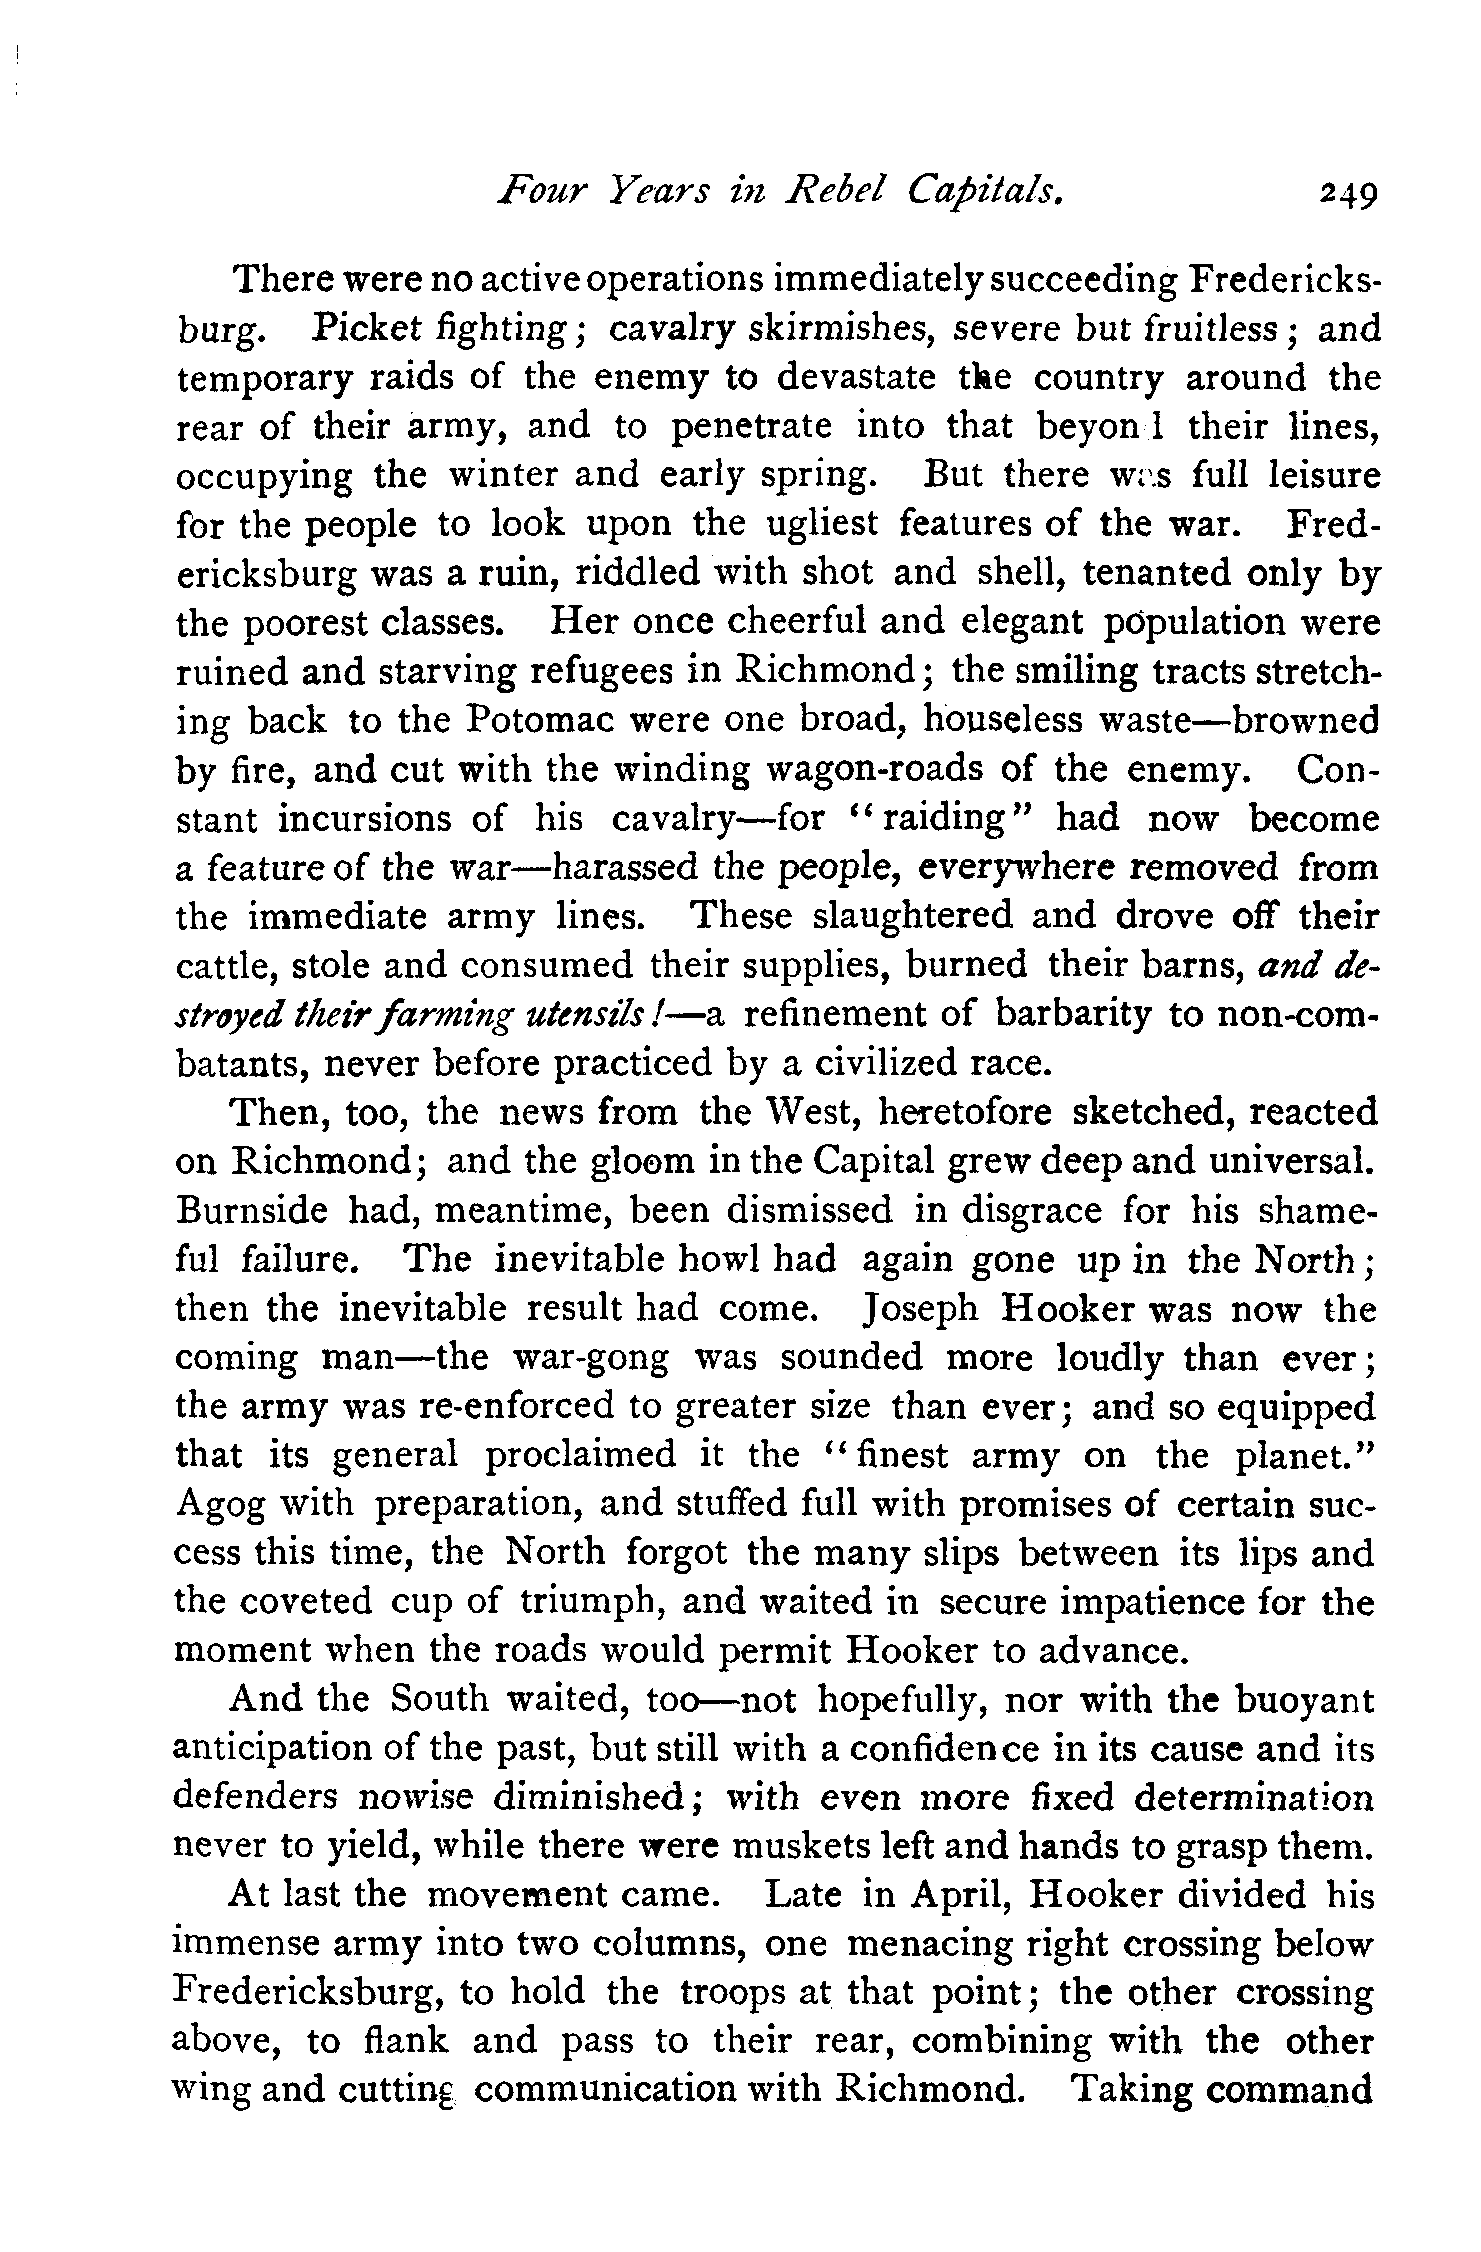 Four Years in Rebel Capitals. 249
There were no active operations immediately succeeding Fredericks-
burg. Picket fighting; cavalry skirmishes, severe but fruitless; and
temporary raids of the enemy to devastate the country around the
rear of their army, and to penetrate into that beyond their lines,
occupying the winter and early spring. But there was full leisure
for the people to look upon the ugliest features of the war. Fred-
ericksburg was a ruin, riddled with shot and shell, tenanted only by
the poorest classes. Her once cheerful and elegant population were
ruined and starving refugees in Richmond; the smiling tracts stretch-
ing back to the Potomac were one broad, houseless waste—browned
by fire, and cut with the winding wagon-roads of the enemy. Con-
stant incursions of his cavalry—for "raiding" had now become
a feature of the war—harassed the people, everywhere removed from
the immediate army lines. These slaughtered and drove off their
cattle, stole and consumed their supplies, burned their barns, and de-
stroyed their farming utensils!—a refinement of barbarity to non-com-
batants, never before practiced by a civilized race.
Then, too, the news from the West, heretofore sketched, reacted
on Richmond; and the gloom in the Capital grew deep and universal.
Burnside had, meantime, been dismissed in disgrace for his shame-
ful failure. The inevitable howl had again gone up in the North;
then the inevitable result had come. Joseph Hooker was now the
coming man—the war-gong was sounded more loudly than ever;
the army was re-enforced to greater size than ever; and so equipped
that its general proclaimed it the "finest army on the planet."
Agog with preparation, and stuffed full with promises of certain suc-
cess this time, the North forgot the many slips between its lips and
the coveted cup of triumph, and waited in secure impatience for the
moment when the roads would permit Hooker to advance.
And the South waited, too—not hopefully, nor with the buoyant
anticipation of the past, but still with a confidence in its cause and its
defenders nowise diminished; with even more fixed determination
never to yield, while there were muskets left and hands to grasp them.
At last the movement came. Late in April, Hooker divided his
immense army into two columns, one menacing right crossing below
Fredericksburg, to hold the troops at that point; the other crossing
above, to flank and pass to their rear, combining with the other
wing and cutting communication with Richmond. Taking command